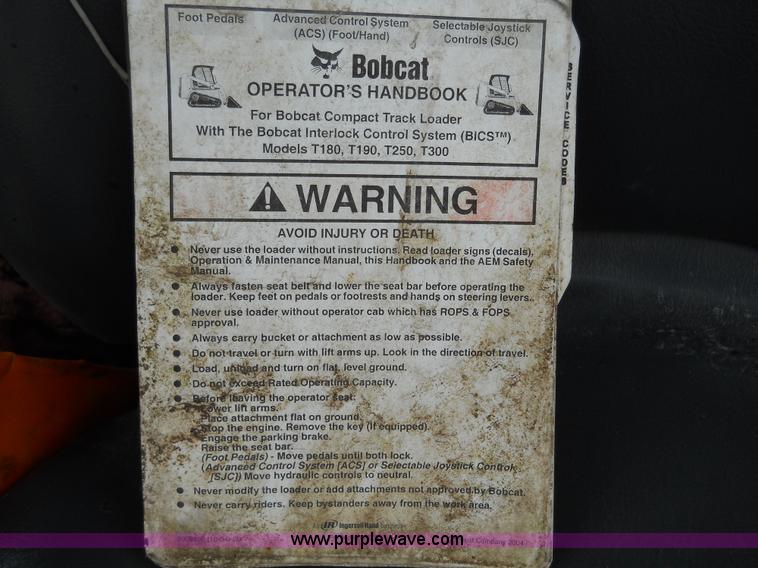 Foot Pedals
Advanced Control System
(ACS) (Foot/Hand)
Selectable Joystick
Controls (SJC)
Bobcat
OPERATOR'S HANDBOOK
For Bobcat Compact Track Loader
With The Bobcat Interlock Control System (BICS™)
Models T180, T190, T250, T300
SERVICE CODES
WARNING
AVOID INJURY OR DEATH
● Never use the loader without instructions. Read loader signs (decals),
Operation & Maintenance Manual, this Handbook and the AEM Safety
Manual.
● Always fasten seat belt and lower the seat bar before operating the
loader. Keep feet on pedals or footrests and hands on steering levers.
● Never use loader without operator cab which has ROPS & FOPS
approval.
● Always carry bucket or attachment as low as possible.
● Do not travel or turn with lift arms up. Look in the direction of travel.
● Load, unload and turn on flat, level ground.
● Do not exceed Rated Operating Capacity.
● Before leaving the operator seat:
Lower lift arms.
Place attachment flat on ground.
Stop the engine. Remove the key (if equipped).
Engage the parking brake.
Raise the seat bar.
(Foot Pedals) - Move pedals until both lock.
(Advanced Control System [ACS] or Selectable Joystick Control
[SJC]) Move hydraulic controls to neutral.
● Never modify the loader or add attachments not approved by Bobcat.
● Never carry riders. Keep bystanders away from the work area.
IR Ingersoll Rand
Company 2004
www.purplewave.com